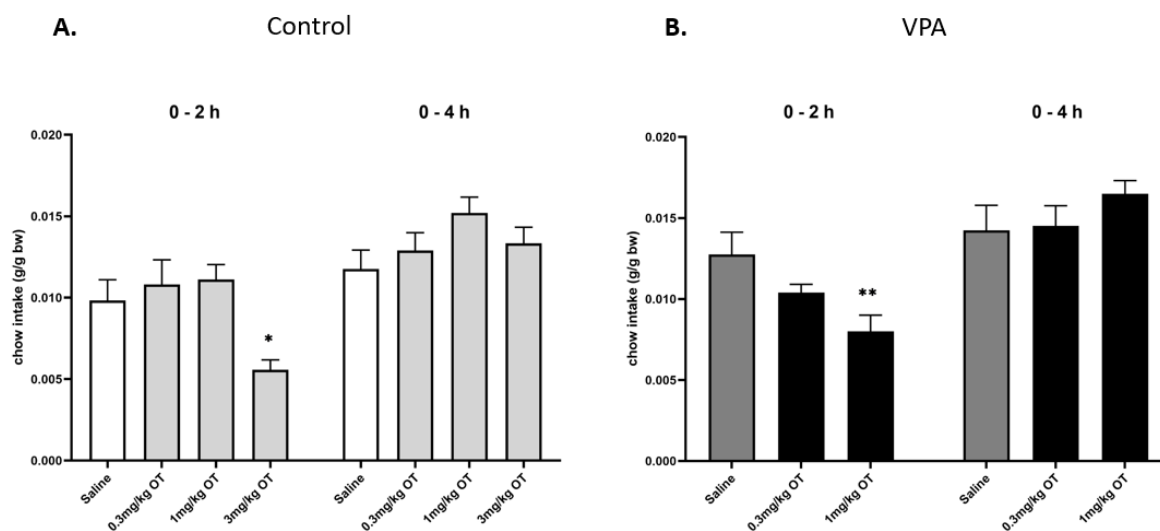 A.
Control
0 - 2 h
0 - 4 h
chow intake (g/g bw)
0.020
0.015
0.010
0.005
0.000
*
Saline
0.3mg/kg OT
1mg/kg OT
3mg/kg OT
Saline
0.3mg/kg OT
1mg/kg OT
3mg/kg OT
B.
VPA
0 - 2 h
0 - 4 h
chow intake (g/g bw)
0.020
0.015
0.010
0.005
0.000
**
Saline
0.3mg/kg OT
1mg/kg OT
Saline
0.3mg/kg OT
1mg/kg OT